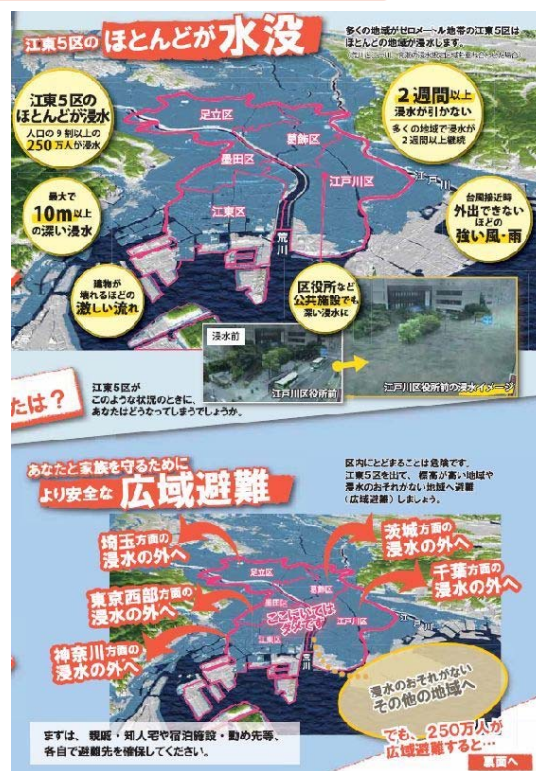 江東5区の ほとんどが 水没
多くの地域がゼロメートル地帯の江東5区は
ほとんどの地域が浸水します。
江東5区の
ほとんどが浸水
人口の9割以上の
250万人が浸水
2週間以上
浸水が引かない
多くの地域で浸水が
2週間以上継続
足立区
葛飾区
墨田区
江戸川区
江東区
荒川
江戸川
最大で
10m以上
の深い浸水
台風接近時
外出できない
ほどの
強い風・雨
建物が
壊れるほどの
激しい流れ
区役所など
公共施設でも
深い浸水に
浸水前
江戸川区役所前
江戸川区役所前の浸水イメージ
たは?
江東5区が
このような状況のときに、
あなたはどうなってしまうでしょうか。
あなたと家族を守るために
より安全な 広域避難
区内にとどまることは危険です。
江東5区を出て、標高が高い地域や
浸水のおそれがない地域へ避難
(広域避難)しましょう。
埼玉方面の
浸水の外へ
茨城方面の
浸水の外へ
東京西部方面の
浸水の外へ
千葉方面の
浸水の外へ
神奈川方面の
浸水の外へ
足立区
葛飾区
墨田区
江戸川区
江東区
荒川
ここにいては
ダメです
浸水のおそれがない
その他の地域へ
まずは、親戚・知人宅や宿泊施設・勤め先等、
各自で避難先を確保してください。
でも、250万人が
広域避難すると…
裏面へ